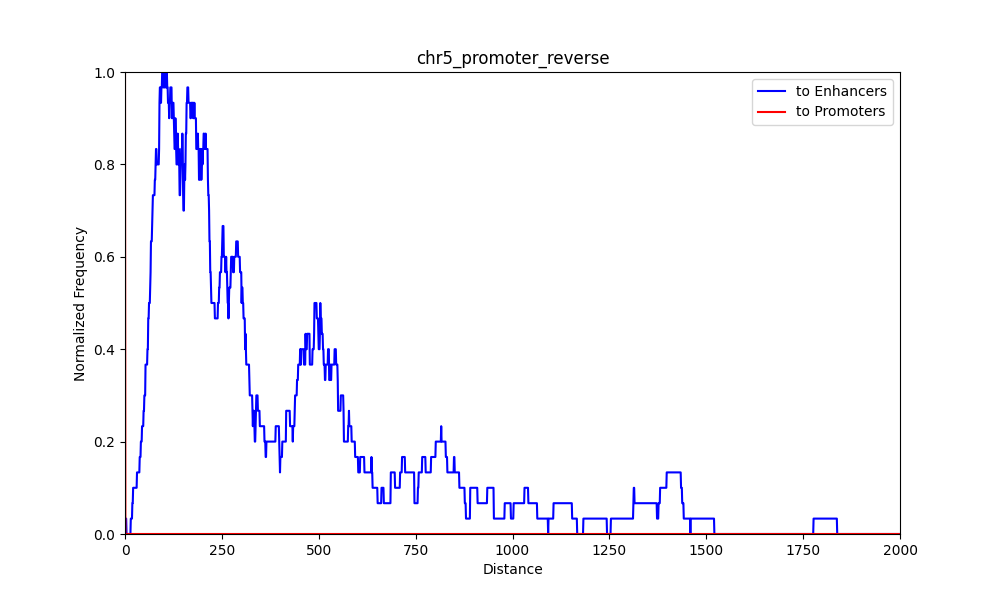 chr5_promoter_reverse
to Enhancers
to Promoters
Normalized Frequency
1.0
0.8
0.6
0.4
0.2
0.0
0 250 500 750 1000 1250 1500 1750 2000
Distance